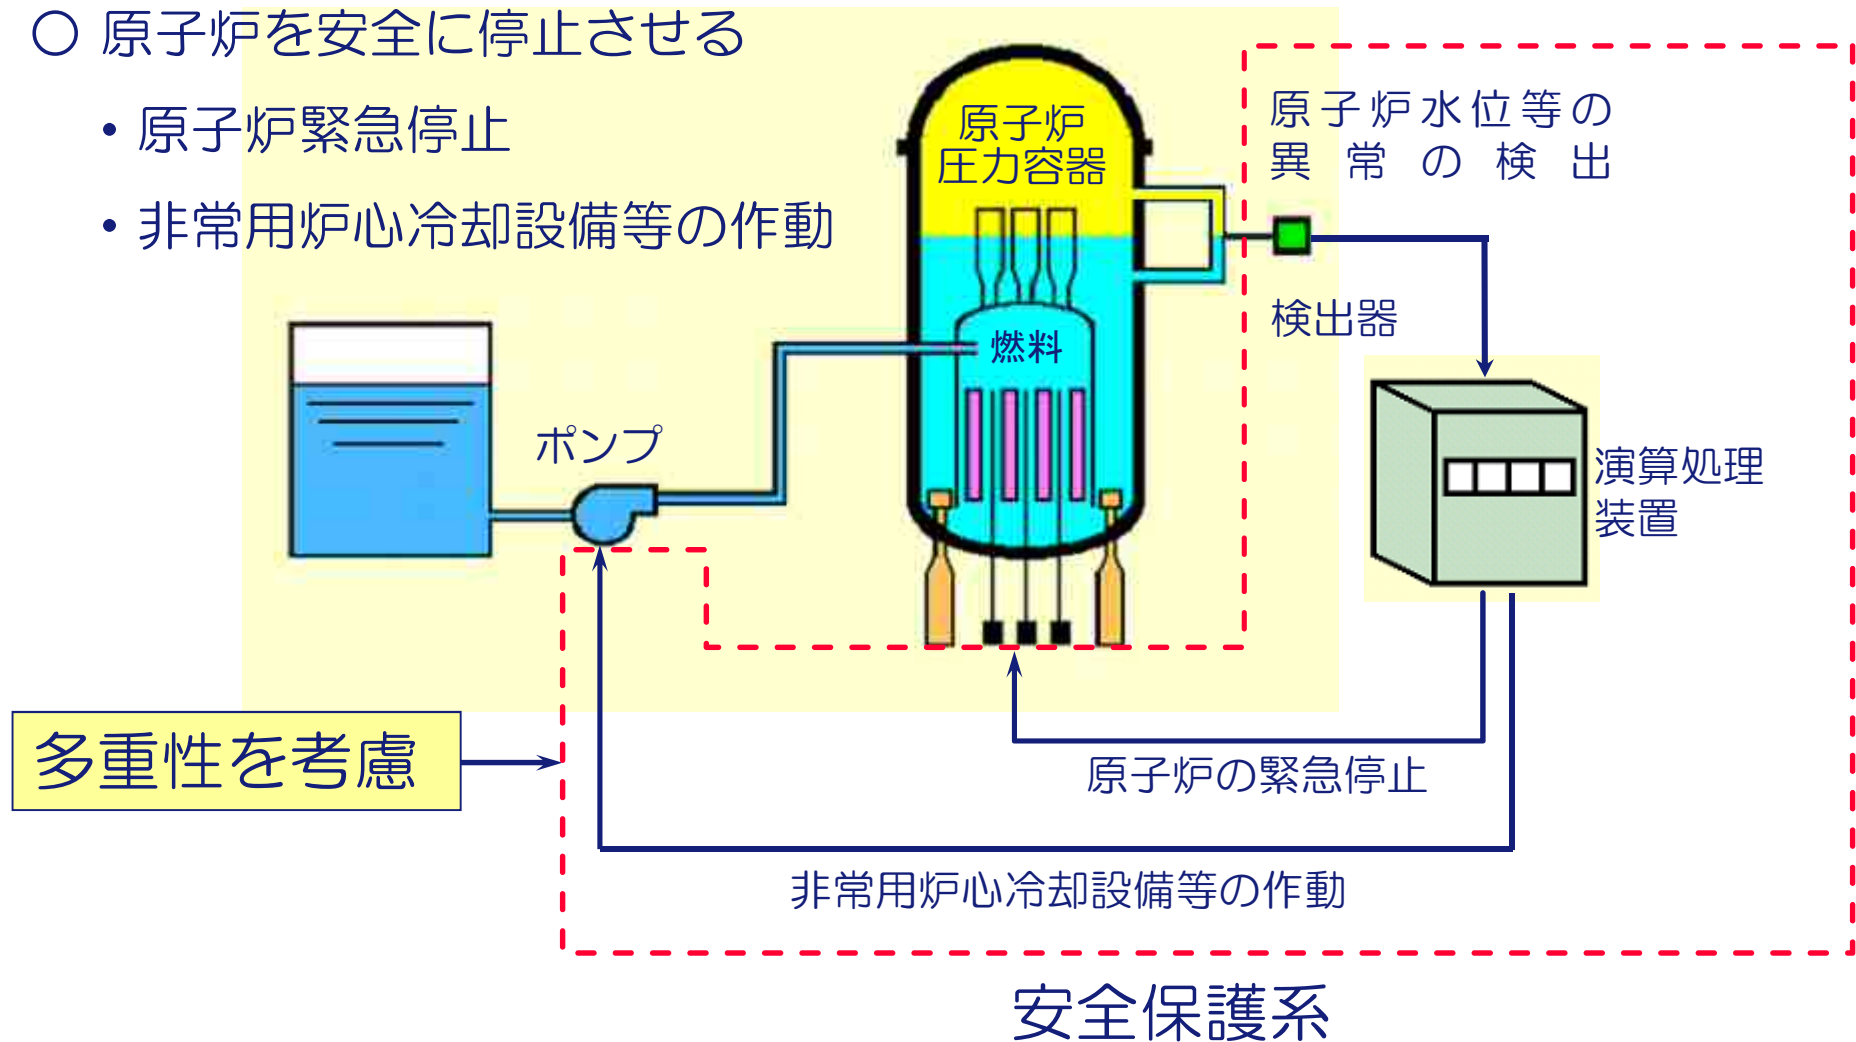 〇 原子炉を安全に停止させる
・原子炉緊急停止
・非常用炉心冷却設備等の作動
原子炉
圧力容器
原子炉水位等の
異常の検出
検出器
燃料
ポンプ
演算処理
装置
多重性を考慮
原子炉の緊急停止
非常用炉心冷却設備等の作動
安全保護系